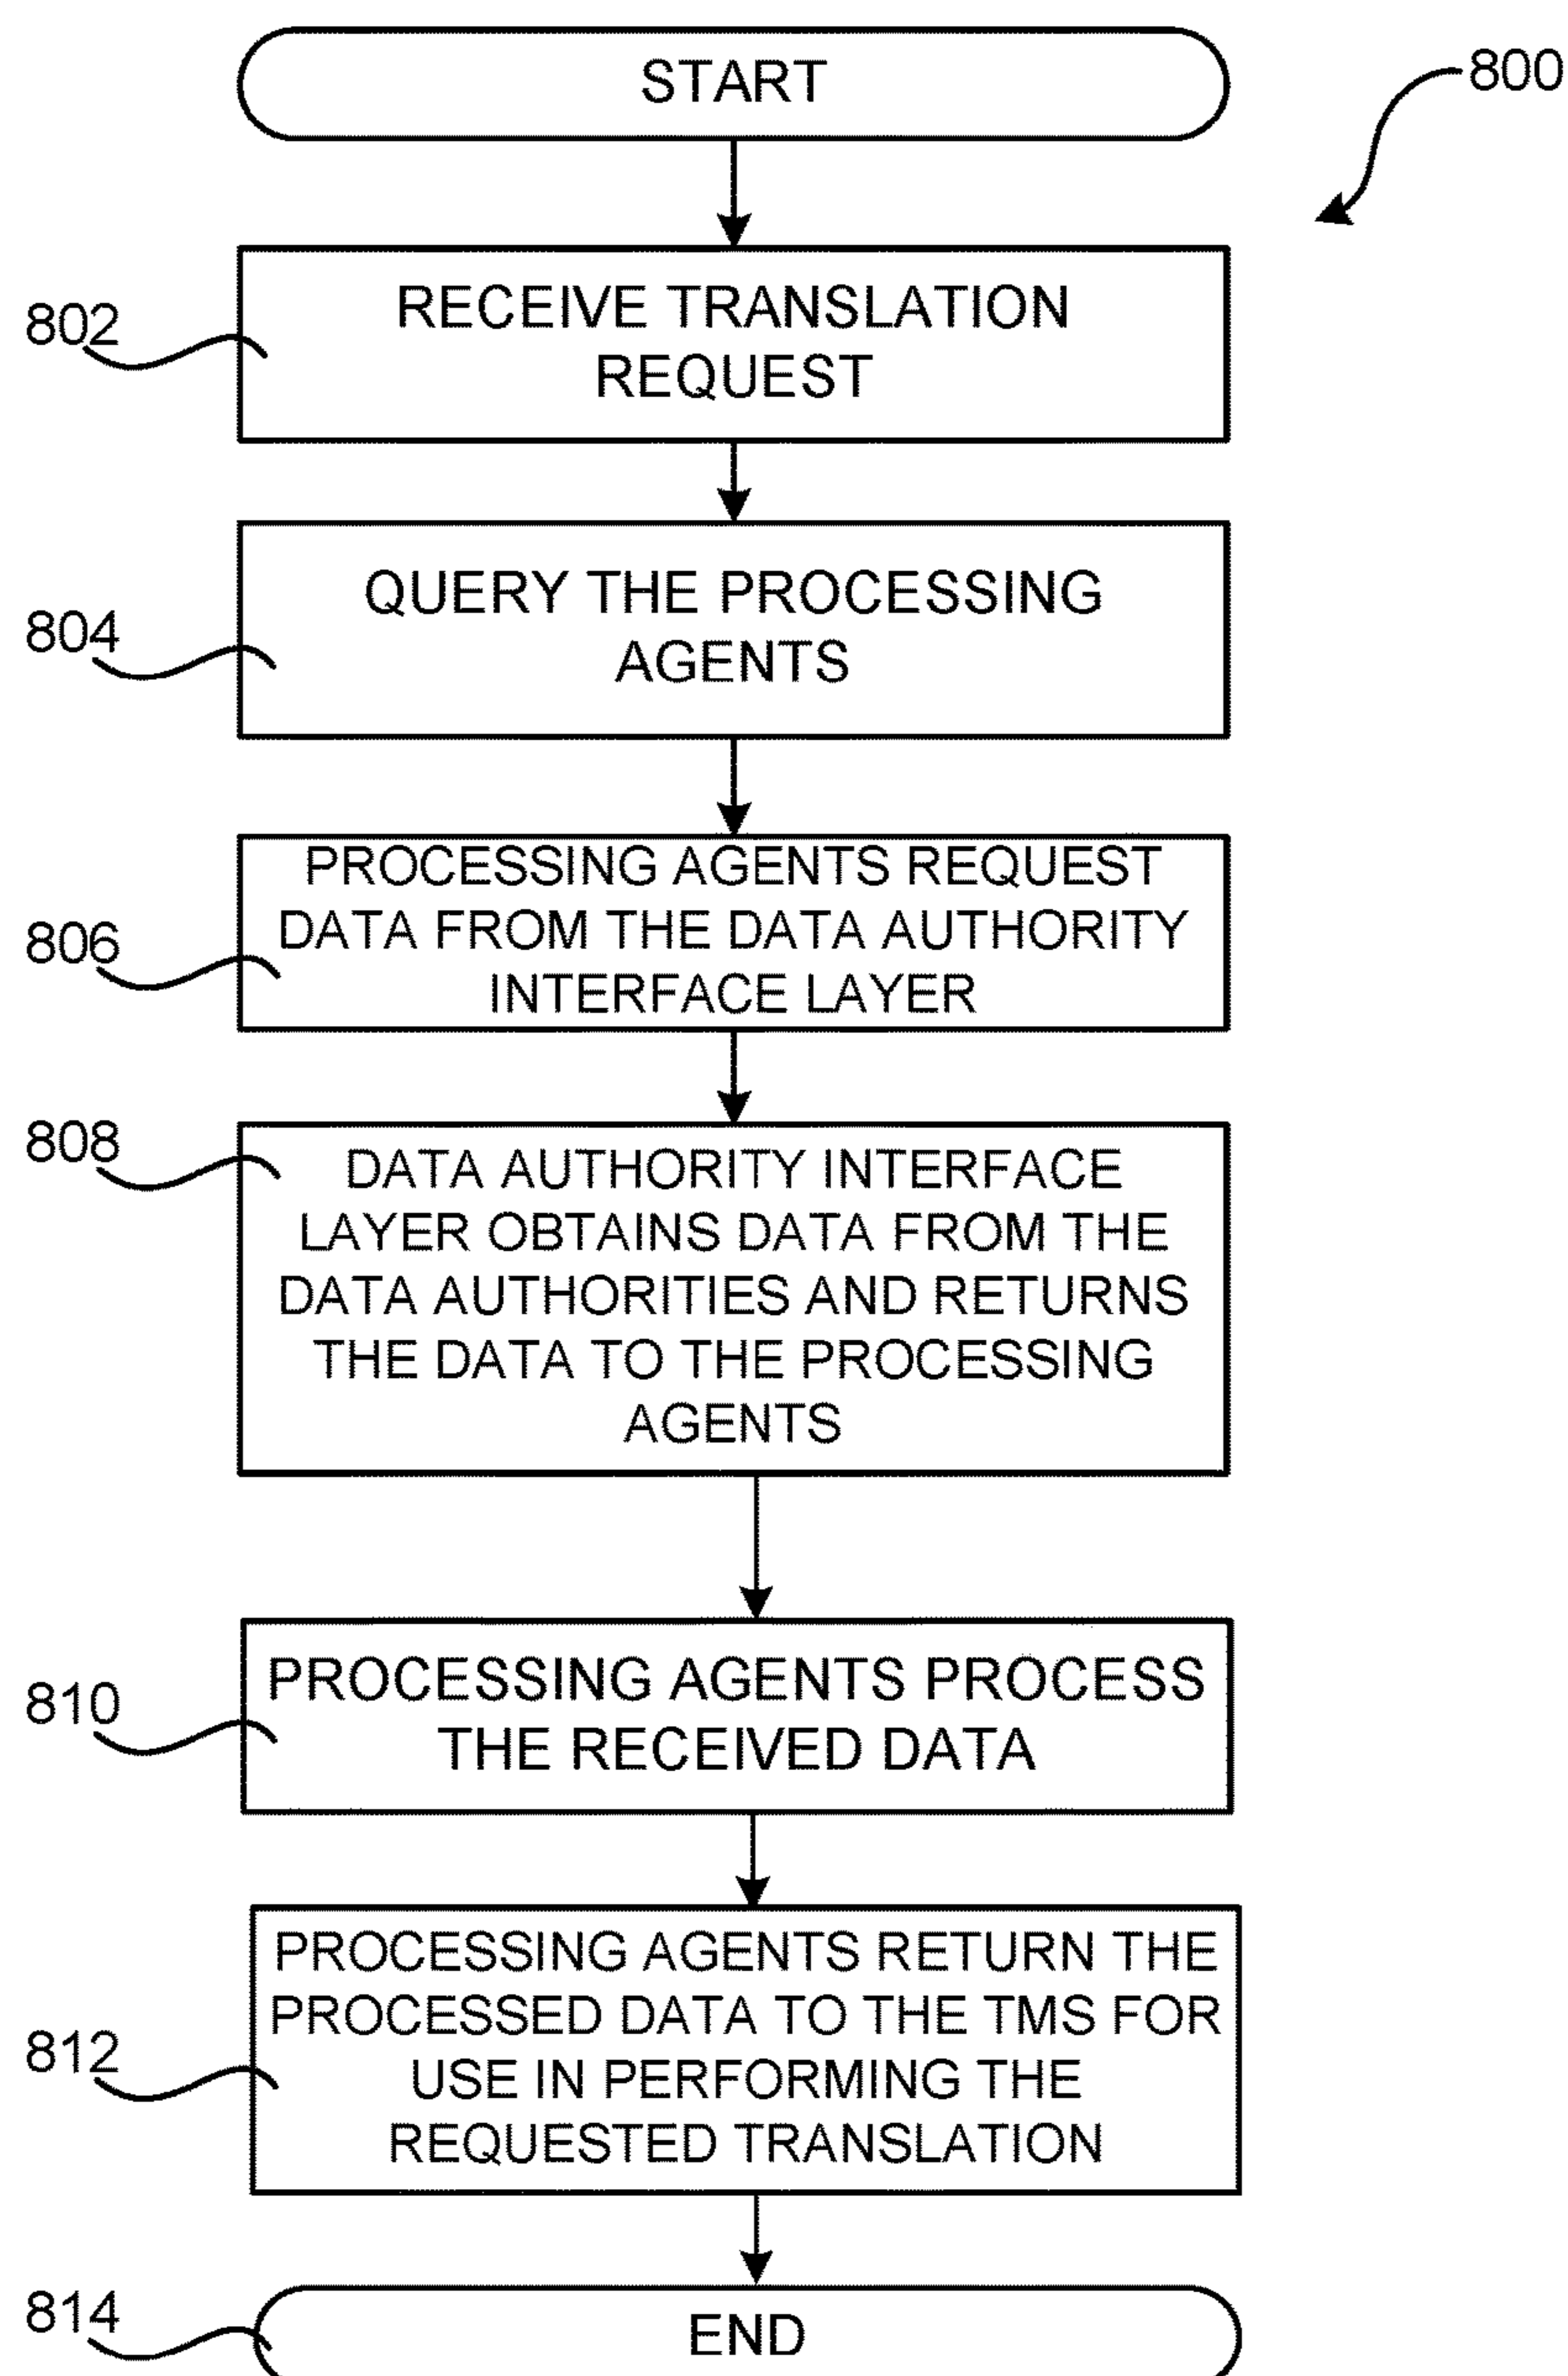 START
800
802
RECEIVE TRANSLATION
REQUEST
804
QUERY THE PROCESSING
AGENTS
806
PROCESSING AGENTS REQUEST
DATA FROM THE DATA AUTHORITY
INTERFACE LAYER
808
DATA AUTHORITY INTERFACE
LAYER OBTAINS DATA FROM THE
DATA AUTHORITIES AND RETURNS
THE DATA TO THE PROCESSING
AGENTS
810
PROCESSING AGENTS PROCESS
THE RECEIVED DATA
812
PROCESSING AGENTS RETURN THE
PROCESSED DATA TO THE TMS FOR
USE IN PERFORMING THE
REQUESTED TRANSLATION
814
END